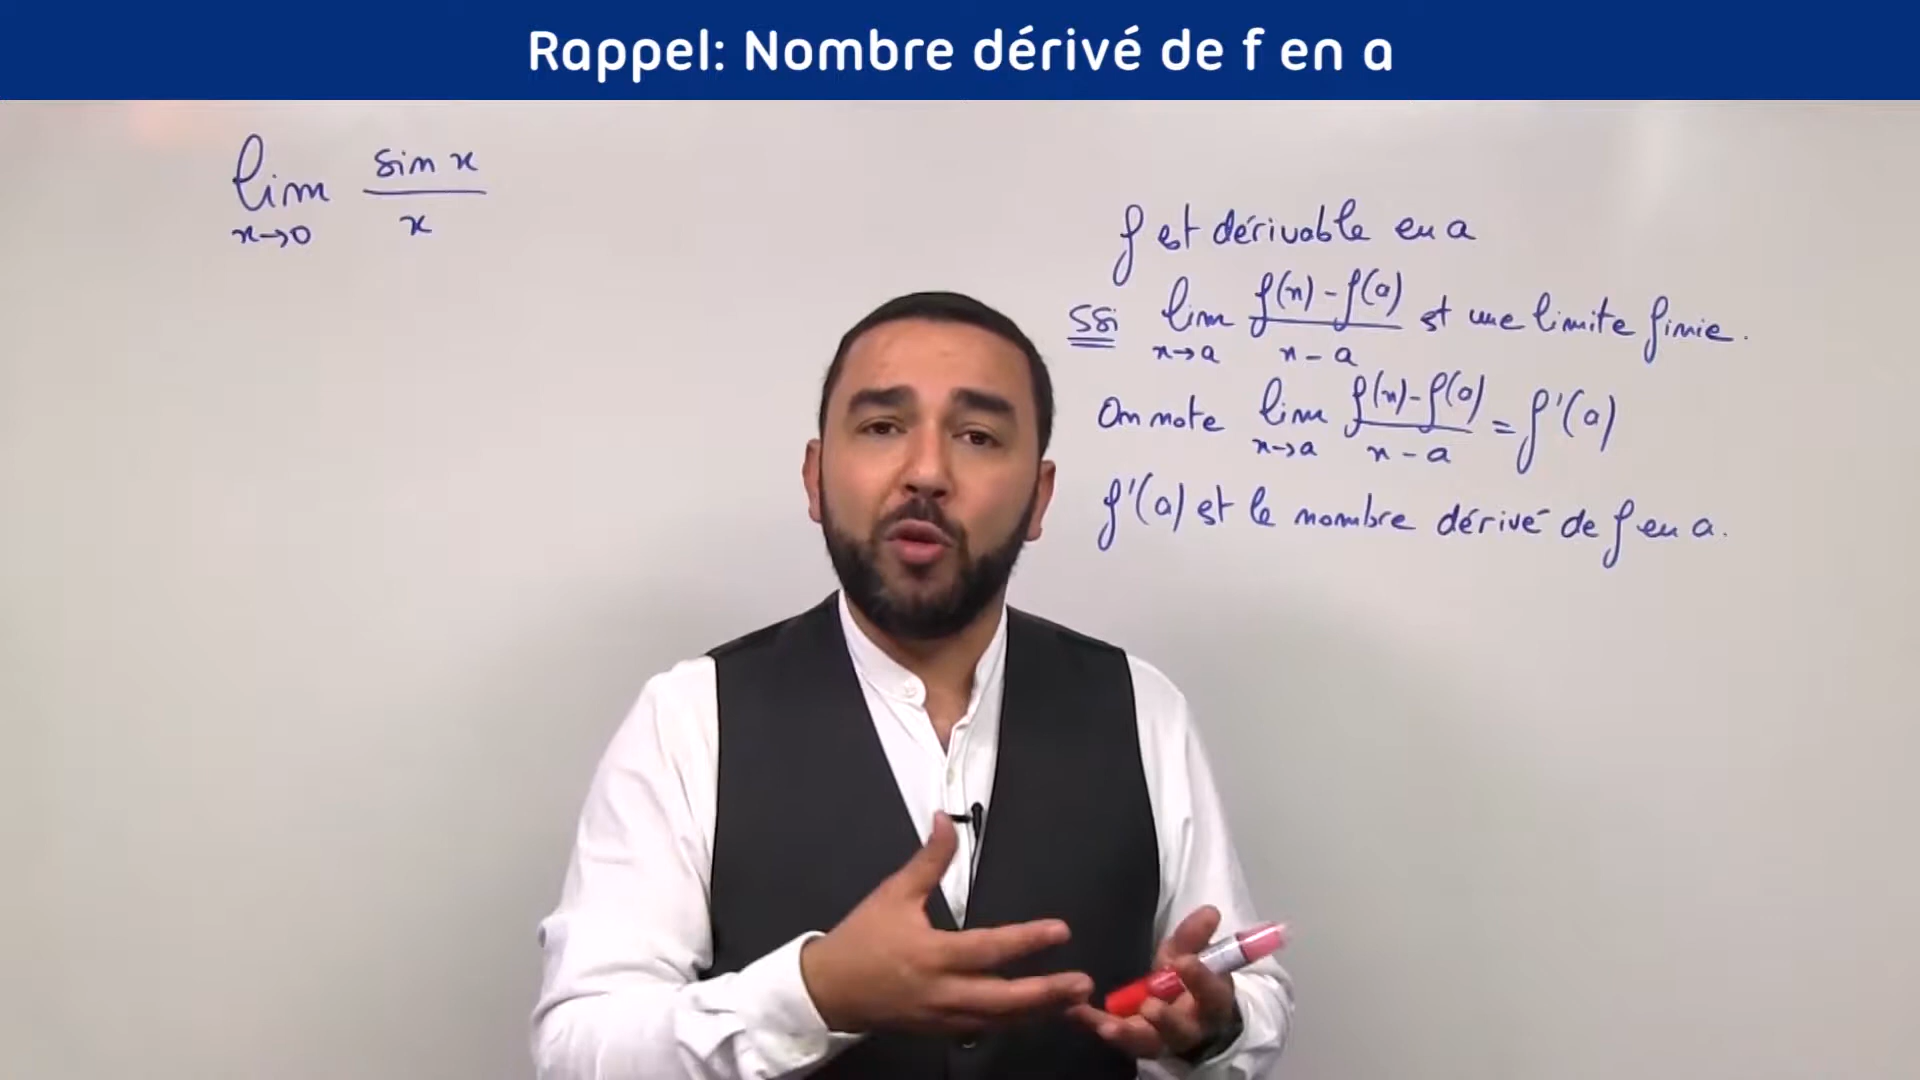 Rappel: Nombre dérivé de f en a
lim sin x / x
x→0
f est dérivable en a
ssi lim f(x) - f(a) / x - a est une limite finie.
x→a
On note lim f(x) - f(a) / x - a = f'(a)
x→a
f'(a) est le nombre dérivé de f en a.